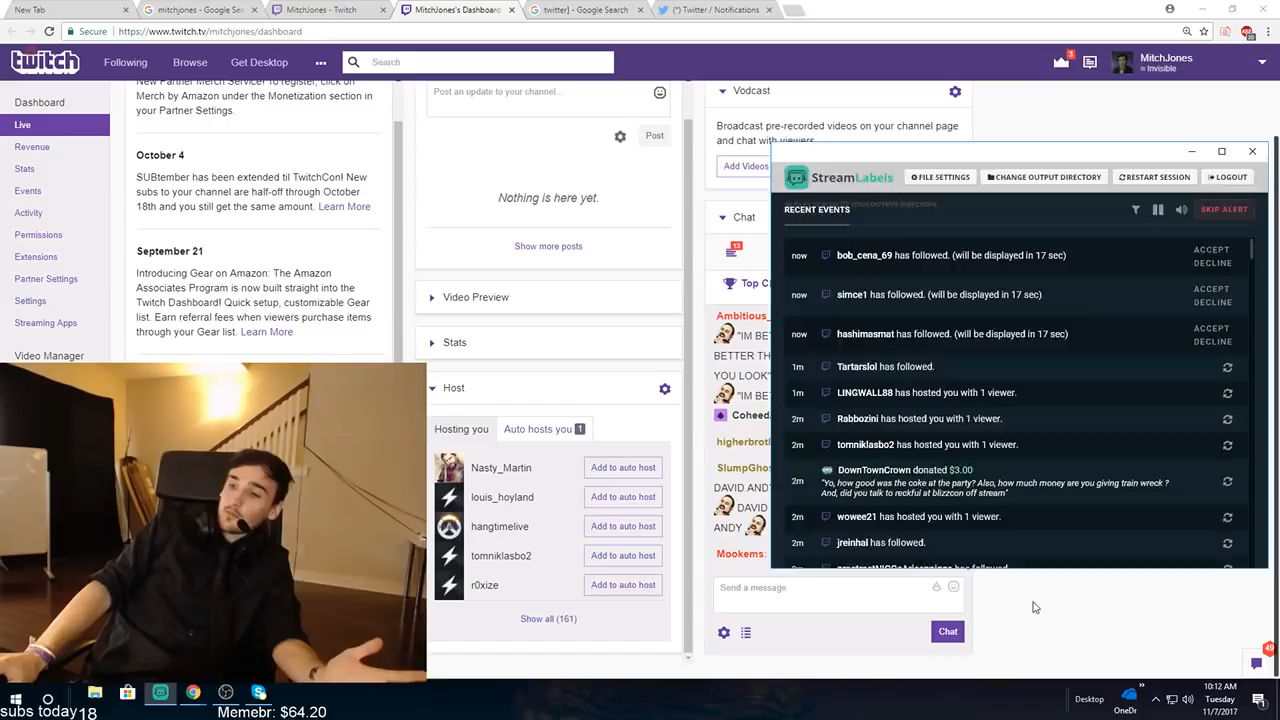 New Tab
mitchjones - Google Sea
MitchJones - Twitch
MitchJones's Dashboard
twitter] - Google Search
(*) Twitter / Notifications
Secure
https://www.twitch.tv/mitchjones/dashboard
twitch
Following
Browse
Get Desktop
Search
3
MitchJones
Invisible
Dashboard
Live
Revenue
Stats
Events
Activity
Permissions
Extensions
Partner Settings
Settings
Streaming Apps
Video Manager
New Partner Merch Servicer To register, click on
Merch by Amazon under the Monetization section in
your Partner Settings.
October 4
SUBtember has been extended til TwitchCon! New
subs to your channel are half-off through October
18th and you still get the same amount. Learn More
September 21
Introducing Gear on Amazon: The Amazon
Associates Program is now built straight into the
Twitch Dashboard! Quick setup, customizable Gear
list. Earn referral fees when viewers purchase items
through your Gear list. Learn More
Post an update to your channel...
Post
Nothing is here yet.
Show more posts
Video Preview
Stats
Host
Hosting you
Auto hosts you 1
Nasty_Martin
Add to auto host
louis_hoyland
Add to auto host
hangtimelive
Add to auto host
tomniklasbo2
Add to auto host
r0xize
Add to auto host
Show all (161)
Vodcast
Broadcast pre-recorded videos on your channel page
and chat with viewers
Add Videos
Chat
Top C
Ambitious_
"IM BE
BETTER TH
YOU LOOK"
"IM BE
Coheed
higherbrot
SlumpGhos
DAVID ANDY
DAVID
ANDY
Mookems:
Send a message
Chat
StreamLabels
FILE SETTINGS
CHANGE OUTPUT DIRECTORY
RESTART SESSION
LOGOUT
RECENT EVENTS
SKIP ALERT
now bob_cena_69 has followed. (will be displayed in 17 sec)
ACCEPT
DECLINE
now simce1 has followed. (will be displayed in 17 sec)
ACCEPT
DECLINE
now hashimasmat has followed. (will be displayed in 17 sec)
ACCEPT
DECLINE
1m Tartarslol has followed.
1m LINGWALL88 has hosted you with 1 viewer.
2m Rabbozini has hosted you with 1 viewer.
2m tomniklasbo2 has hosted you with 1 viewer.
2m DownTownCrown donated $3.00
"Yo, how good was the coke at the party? Also, how much money are you giving train wreck ?
And, did you talk to reckful at blizzcon off stream"
2m wowee21 has hosted you with 1 viewer.
2m jreinhal has followed.
49
subs today18
Memebr: $64.20
Desktop
OneDr
10:12 AM
Tuesday
11/7/2017